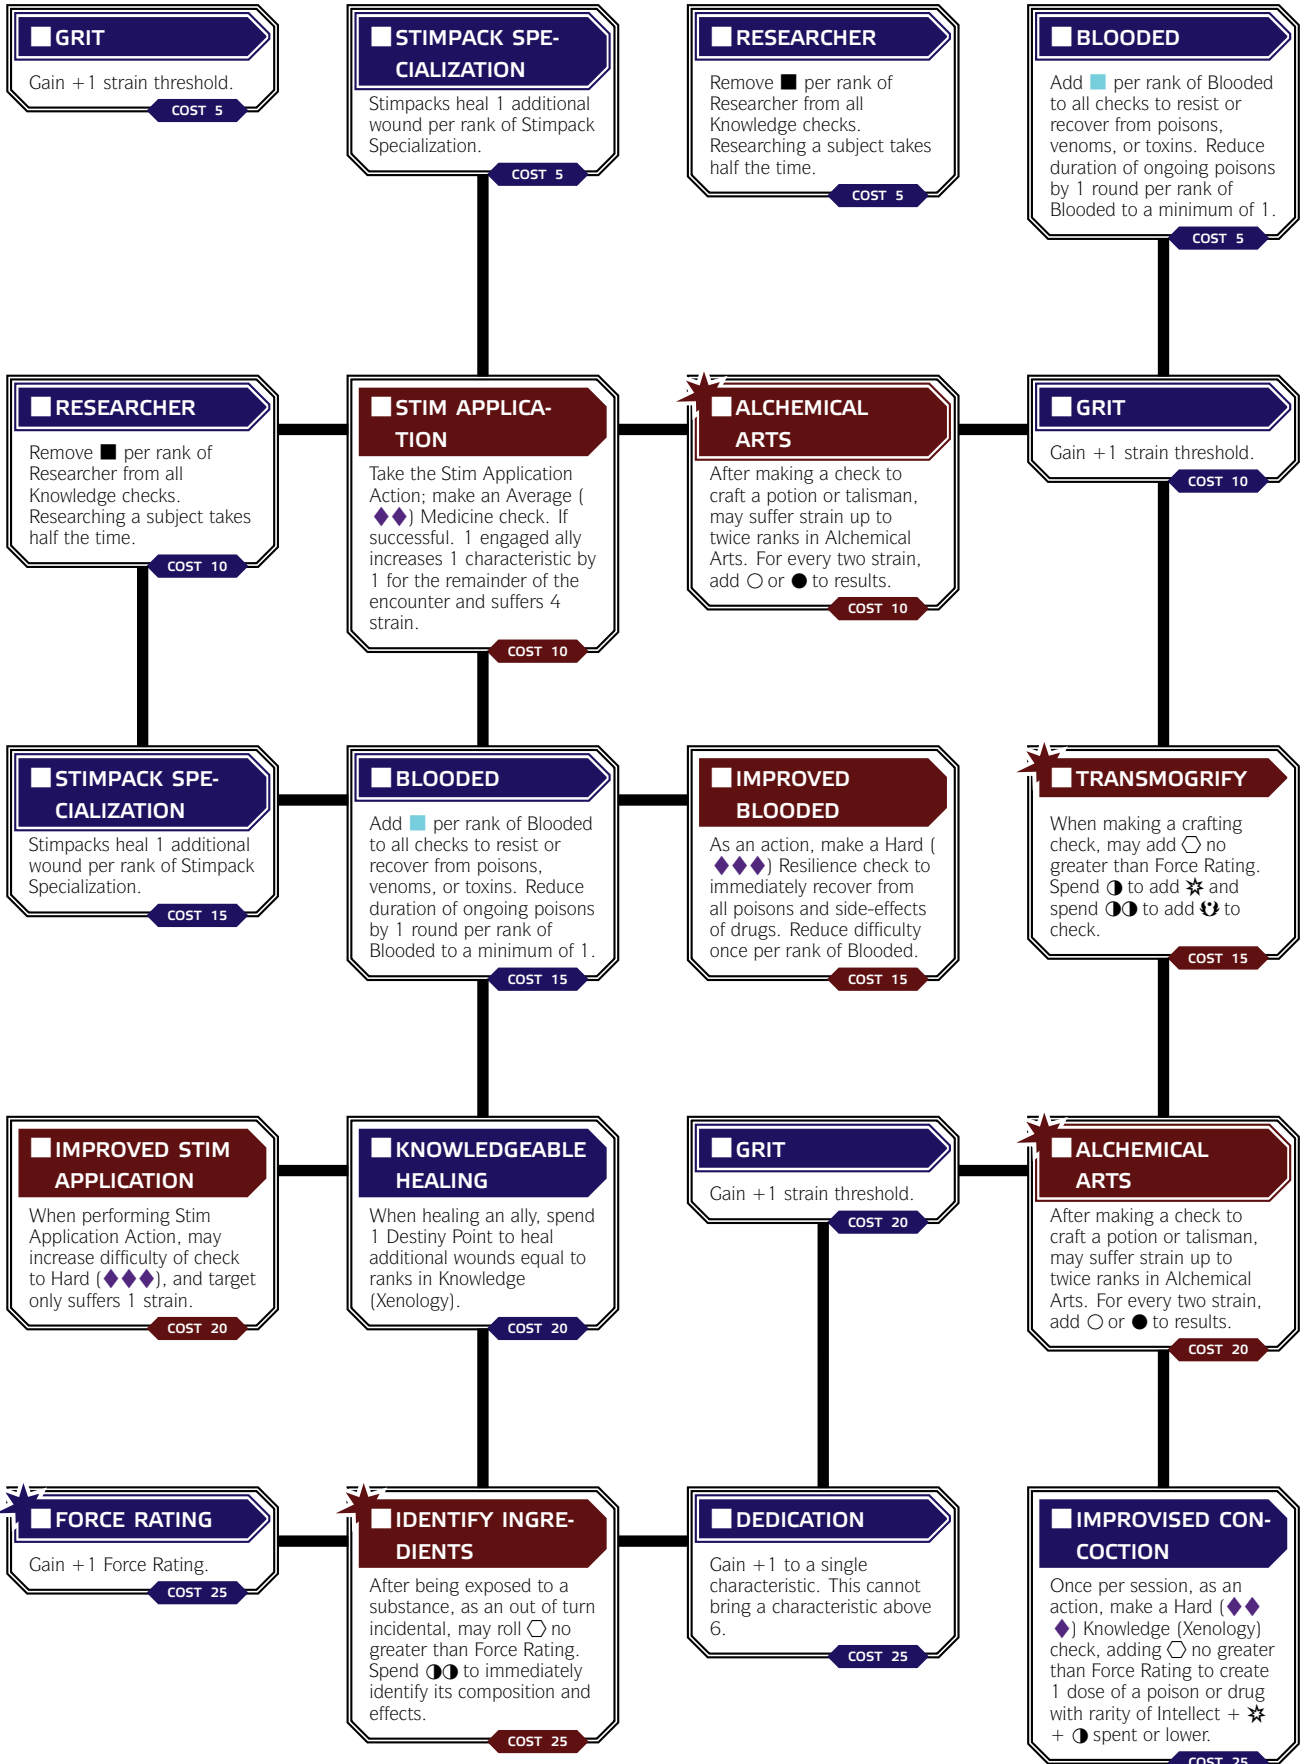 GRIT
Gain +1 strain threshold.
COST 5
STIMPACK SPE-
CIALIZATION
Stimpacks heal 1 additional
wound per rank of Stimpack
Specialization.
COST 5
RESEARCHER
Remove ■ per rank of
Researcher from all
Knowledge checks.
Researching a subject takes
half the time.
COST 5
BLOODED
Add ■ per rank of Blooded
to all checks to resist or
recover from poisons,
venoms, or toxins. Reduce
duration of ongoing poisons
by 1 round per rank of
Blooded to a minimum of 1.
COST 5
RESEARCHER
Remove ■ per rank of
Researcher from all
Knowledge checks.
Researching a subject takes
half the time.
COST 10
STIM APPLICA-
TION
Take the Stim Application
Action; make an Average (
◆◆) Medicine check. If
successful. 1 engaged ally
increases 1 characteristic by
1 for the remainder of the
encounter and suffers 4
strain.
COST 10
ALCHEMICAL
ARTS
After making a check to
craft a potion or talisman,
may suffer strain up to
twice ranks in Alchemical
Arts. For every two strain,
add ○ or ● to results.
COST 10
GRIT
Gain +1 strain threshold.
COST 10
STIMPACK SPE-
CIALIZATION
Stimpacks heal 1 additional
wound per rank of Stimpack
Specialization.
COST 15
BLOODED
Add ■ per rank of Blooded
to all checks to resist or
recover from poisons,
venoms, or toxins. Reduce
duration of ongoing poisons
by 1 round per rank of
Blooded to a minimum of 1.
COST 15
IMPROVED
BLOODED
As an action, make a Hard (
◆◆◆) Resilience check to
immediately recover from
all poisons and side-effects
of drugs. Reduce difficulty
once per rank of Blooded.
COST 15
TRANSMOGRIFY
When making a crafting
check, may add ⬡ no
greater than Force Rating.
Spend ◑ to add and
spend ◑◑ to add to
check.
COST 15
IMPROVED STIM
APPLICATION
When performing Stim
Application Action, may
increase difficulty of check
to Hard (◆◆◆), and target
only suffers 1 strain.
COST 20
KNOWLEDGEABLE
HEALING
When healing an ally, spend
1 Destiny Point to heal
additional wounds equal to
ranks in Knowledge
(Xenology).
COST 20
GRIT
Gain +1 strain threshold.
COST 20
ALCHEMICAL
ARTS
After making a check to
craft a potion or talisman,
may suffer strain up to
twice ranks in Alchemical
Arts. For every two strain,
add ○ or ● to results.
COST 20
FORCE RATING
Gain +1 Force Rating.
COST 25
IDENTIFY INGRE-
DIENTS
After being exposed to a
substance, as an out of turn
incidental, may roll ⬡ no
greater than Force Rating.
Spend ◑◑ to immediately
identify its composition and
effects.
COST 25
DEDICATION
Gain +1 to a single
characteristic. This cannot
bring a characteristic above
6.
COST 25
IMPROVISED CON-
COCTION
Once per session, as an
action, make a Hard (◆◆
◆) Knowledge (Xenology)
check, adding ⬡ no greater
than Force Rating to create
1 dose of a poison or drug
with rarity of Intellect +
+ ◑ spent or lower.
COST 25